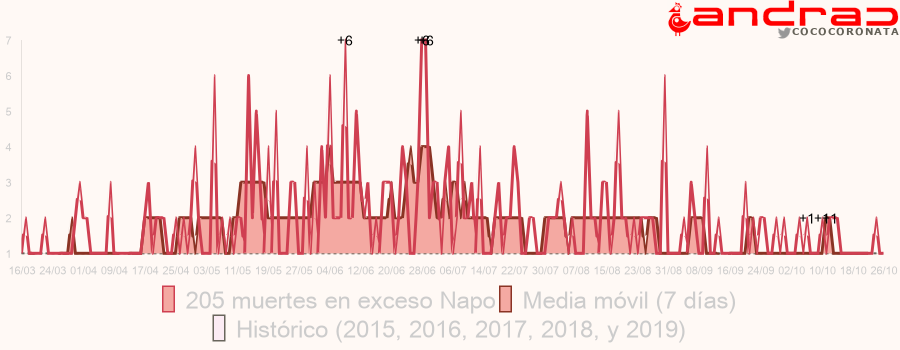 andrab
COCOCORONATA
7
+6 +6+6
6
5
4
3
2
+1+1+1
1
16/03 24/03 01/04 09/04 17/04 25/04 03/05 11/05 19/05 27/05 04/06 12/06 20/06 28/06 06/07 14/07 22/07 30/07 07/08 15/08 23/08 31/08 08/09 16/09 24/09 02/10 10/10 18/10 26/10
205 muertes en exceso Napo Media móvil (7 días)
Histórico (2015, 2016, 2017, 2018, y 2019)